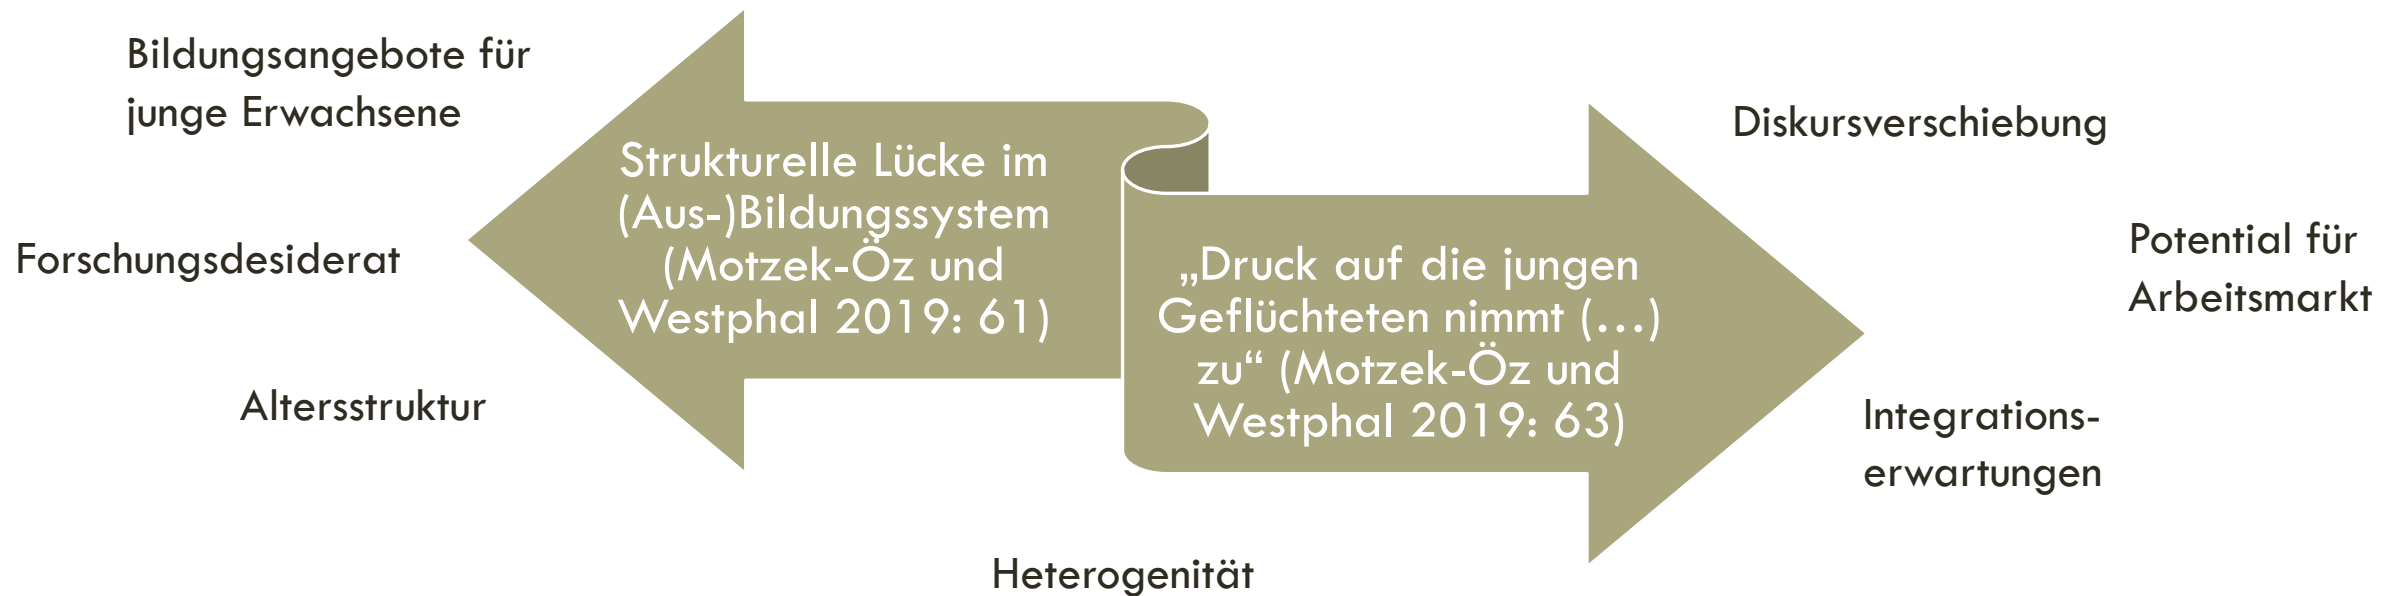 Bildungsangebote für
junge Erwachsene
Forschungsdesiderat
Altersstruktur
Strukturelle Lücke im
(Aus-)Bildungssystem
(Motzek-Öz und
Westphal 2019: 61)
„Druck auf die jungen
Geflüchteten nimmt (…)
zu“ (Motzek-Öz und
Westphal 2019: 63)
Diskursverschiebung
Potential für
Arbeitsmarkt
Integrations-
erwartungen
Heterogenität